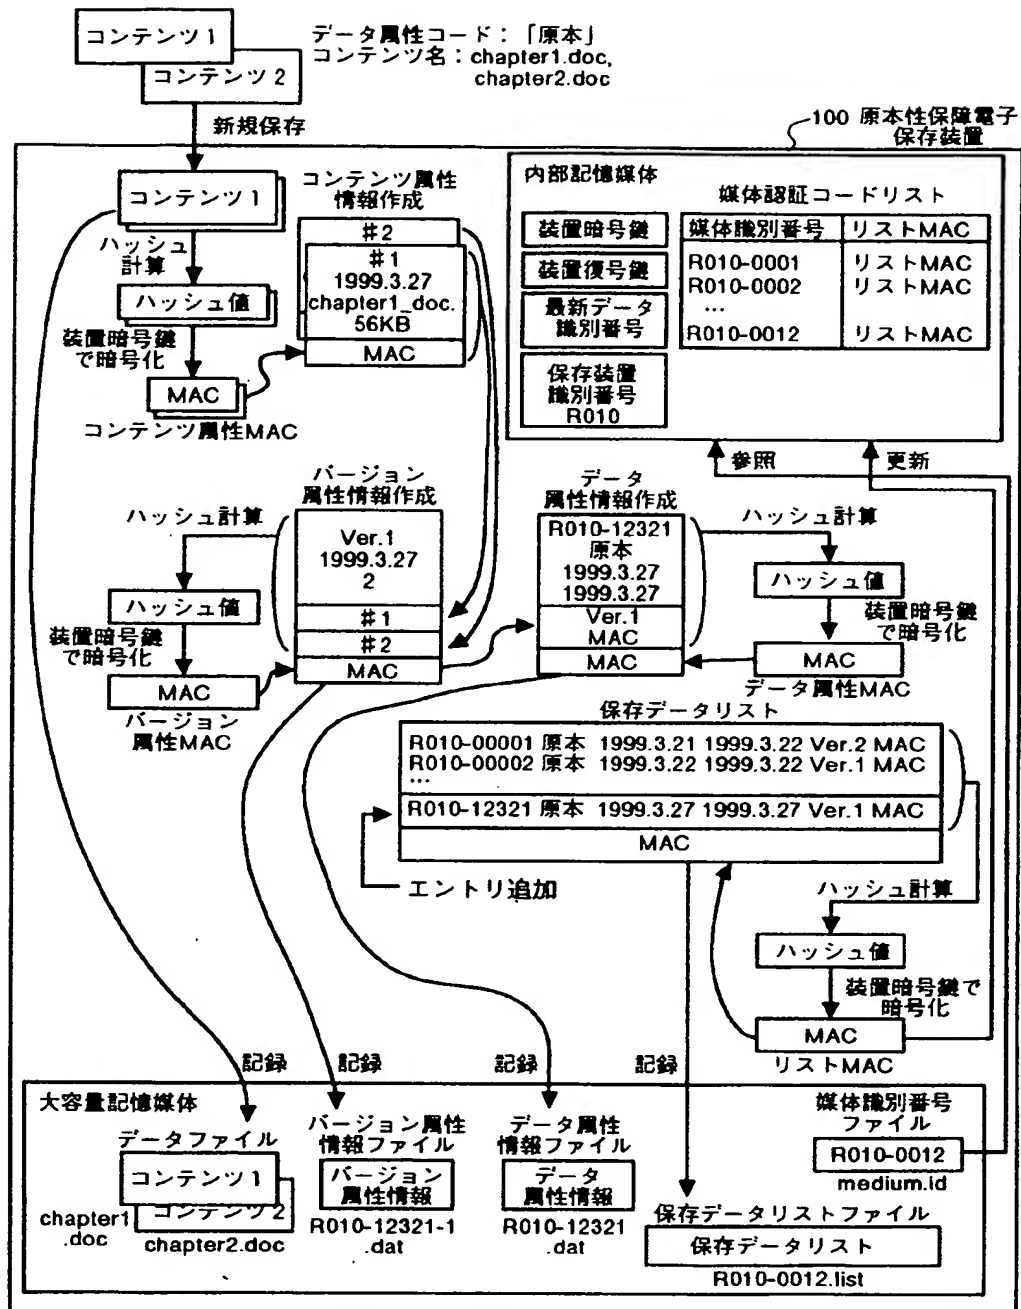 コンテンツ1
コンテンツ2
データ属性コード：「原本」
コンテンツ名：chapter1.doc,
chapter2.doc
新規保存
100 原本性保障電子
保存装置
コンテンツ1
ハッシュ
計算
ハッシュ値
装置暗号鍵
で暗号化
MAC
コンテンツ属性MAC
コンテンツ属性
情報作成
#2
#1
1999.3.27
chapter1_doc.
56KB
MAC
内部記憶媒体
装置暗号鍵
装置復号鍵
最新データ
識別番号
保存装置
識別番号
R010
媒体認証コードリスト
媒体識別番号 リストMAC
R010-0001 リストMAC
R010-0002 リストMAC
…
R010-0012 リストMAC
参照
更新
バージョン
属性情報作成
ハッシュ計算
Ver.1
1999.3.27
2
#1
#2
MAC
ハッシュ値
装置暗号鍵
で暗号化
MAC
バージョン
属性MAC
データ
属性情報作成
R010-12321
原本
1999.3.27
1999.3.27
Ver.1
MAC
MAC
ハッシュ計算
ハッシュ値
装置暗号鍵
で暗号化
MAC
データ属性MAC
保存データリスト
R010-00001 原本 1999.3.21 1999.3.22 Ver.2 MAC
R010-00002 原本 1999.3.22 1999.3.22 Ver.1 MAC
…
R010-12321 原本 1999.3.27 1999.3.27 Ver.1 MAC
MAC
エントリ追加
ハッシュ計算
ハッシュ値
装置暗号鍵で
暗号化
MAC
リストMAC
記録
記録
記録
記録
大容量記憶媒体
データファイル
コンテンツ1
コンテンツ2
chapter1
.doc
chapter2.doc
バージョン属性
情報ファイル
バージョン
属性情報
R010-12321-1
.dat
データ属性
情報ファイル
データ
属性情報
R010-12321
.dat
媒体識別番号
ファイル
R010-0012
medium.id
保存データリストファイル
保存データリスト
R010-0012.list